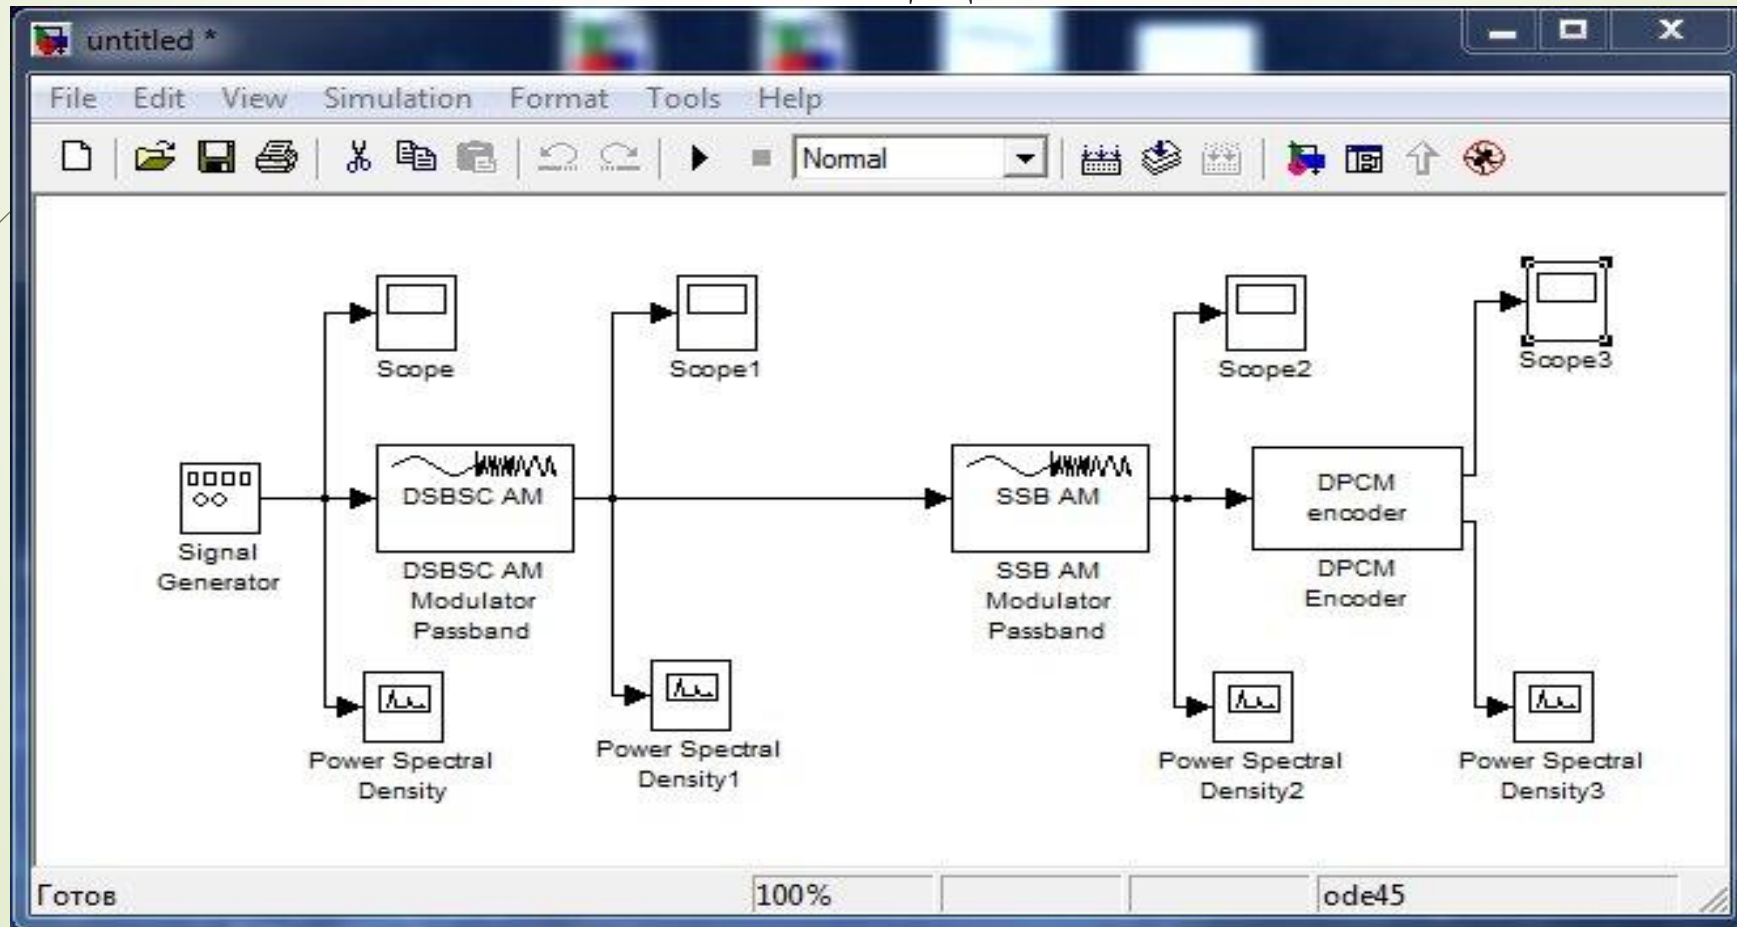 untitled *
File Edit View Simulation Format Tools Help
Normal
Scope
Scope1
Scope2
Scope3
Signal
Generator
DSBSC AM
DSBSC AM
Modulator
Passband
SSB AM
SSB AM
Modulator
Passband
DPCM
encoder
DPCM
Encoder
Power Spectral
Density
Power Spectral
Density1
Power Spectral
Density2
Power Spectral
Density3
Готов
100%
ode45